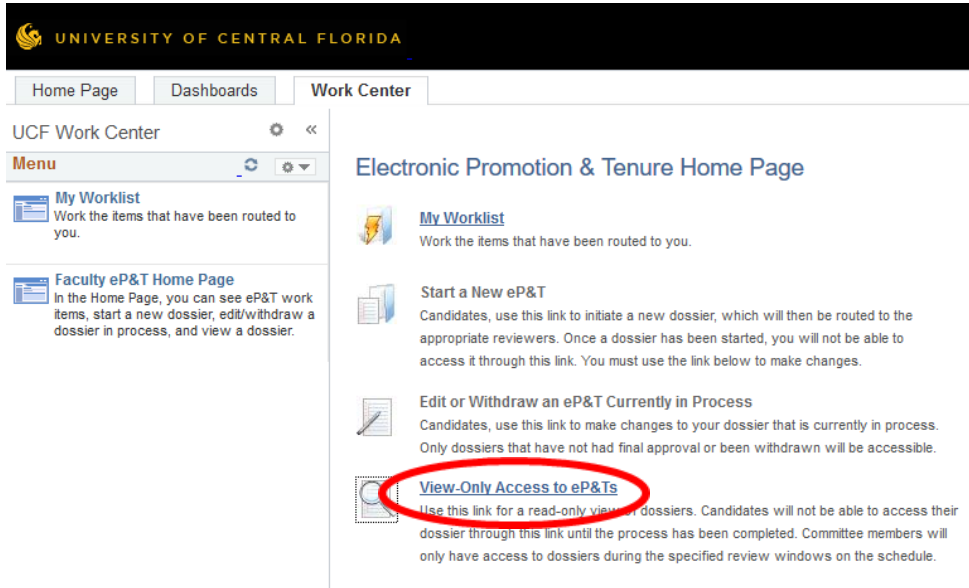 UNIVERSITY OF CENTRAL FLORIDA
Home Page
Dashboards
Work Center
UCF Work Center
Menu
My Worklist
Work the items that have been routed to
you.
Faculty eP&T Home Page
In the Home Page, you can see eP&T work
items, start a new dossier, edit/withdraw a
dossier in process, and view a dossier.
Electronic Promotion & Tenure Home Page
My Worklist
Work the items that have been routed to you.
Start a New eP&T
Candidates, use this link to initiate a new dossier, which will then be routed to the
appropriate reviewers. Once a dossier has been started, you will not be able to
access it through this link. You must use the link below to make changes.
Edit or Withdraw an eP&T Currently in Process
Candidates, use this link to make changes to your dossier that is currently in process.
Only dossiers that have not had final approval or been withdrawn will be accessible.
View-Only Access to eP&Ts
Use this link for a read-only view of dossiers. Candidates will not be able to access their
dossier through this link until the process has been completed. Committee members will
only have access to dossiers during the specified review windows on the schedule.